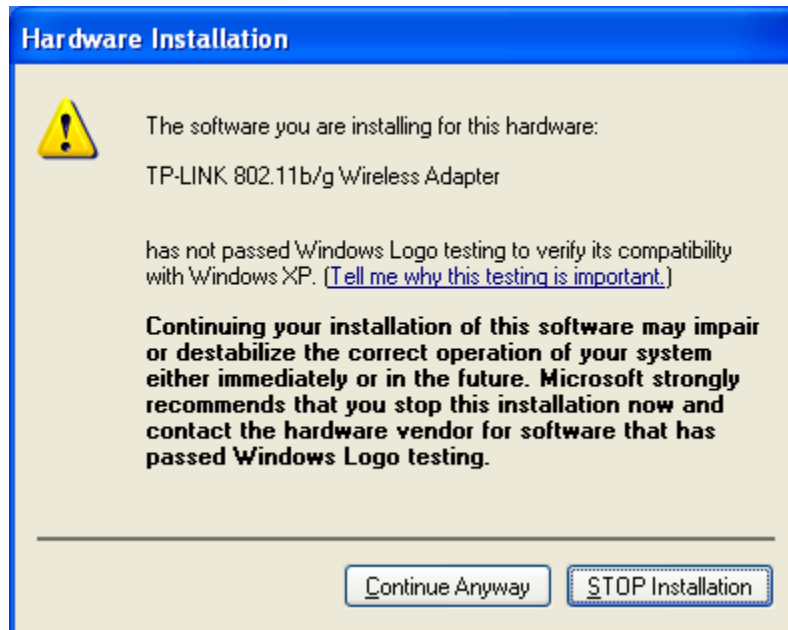 Hardware Installation
The software you are installing for this hardware:
TP-LINK 802.11b/g Wireless Adapter
has not passed Windows Logo testing to verify its compatibility
with Windows XP. (Tell me why this testing is important.)
Continuing your installation of this software may impair
or destabilize the correct operation of your system
either immediately or in the future. Microsoft strongly
recommends that you stop this installation now and
contact the hardware vendor for software that has
passed Windows Logo testing.
Continue Anyway
STOP Installation